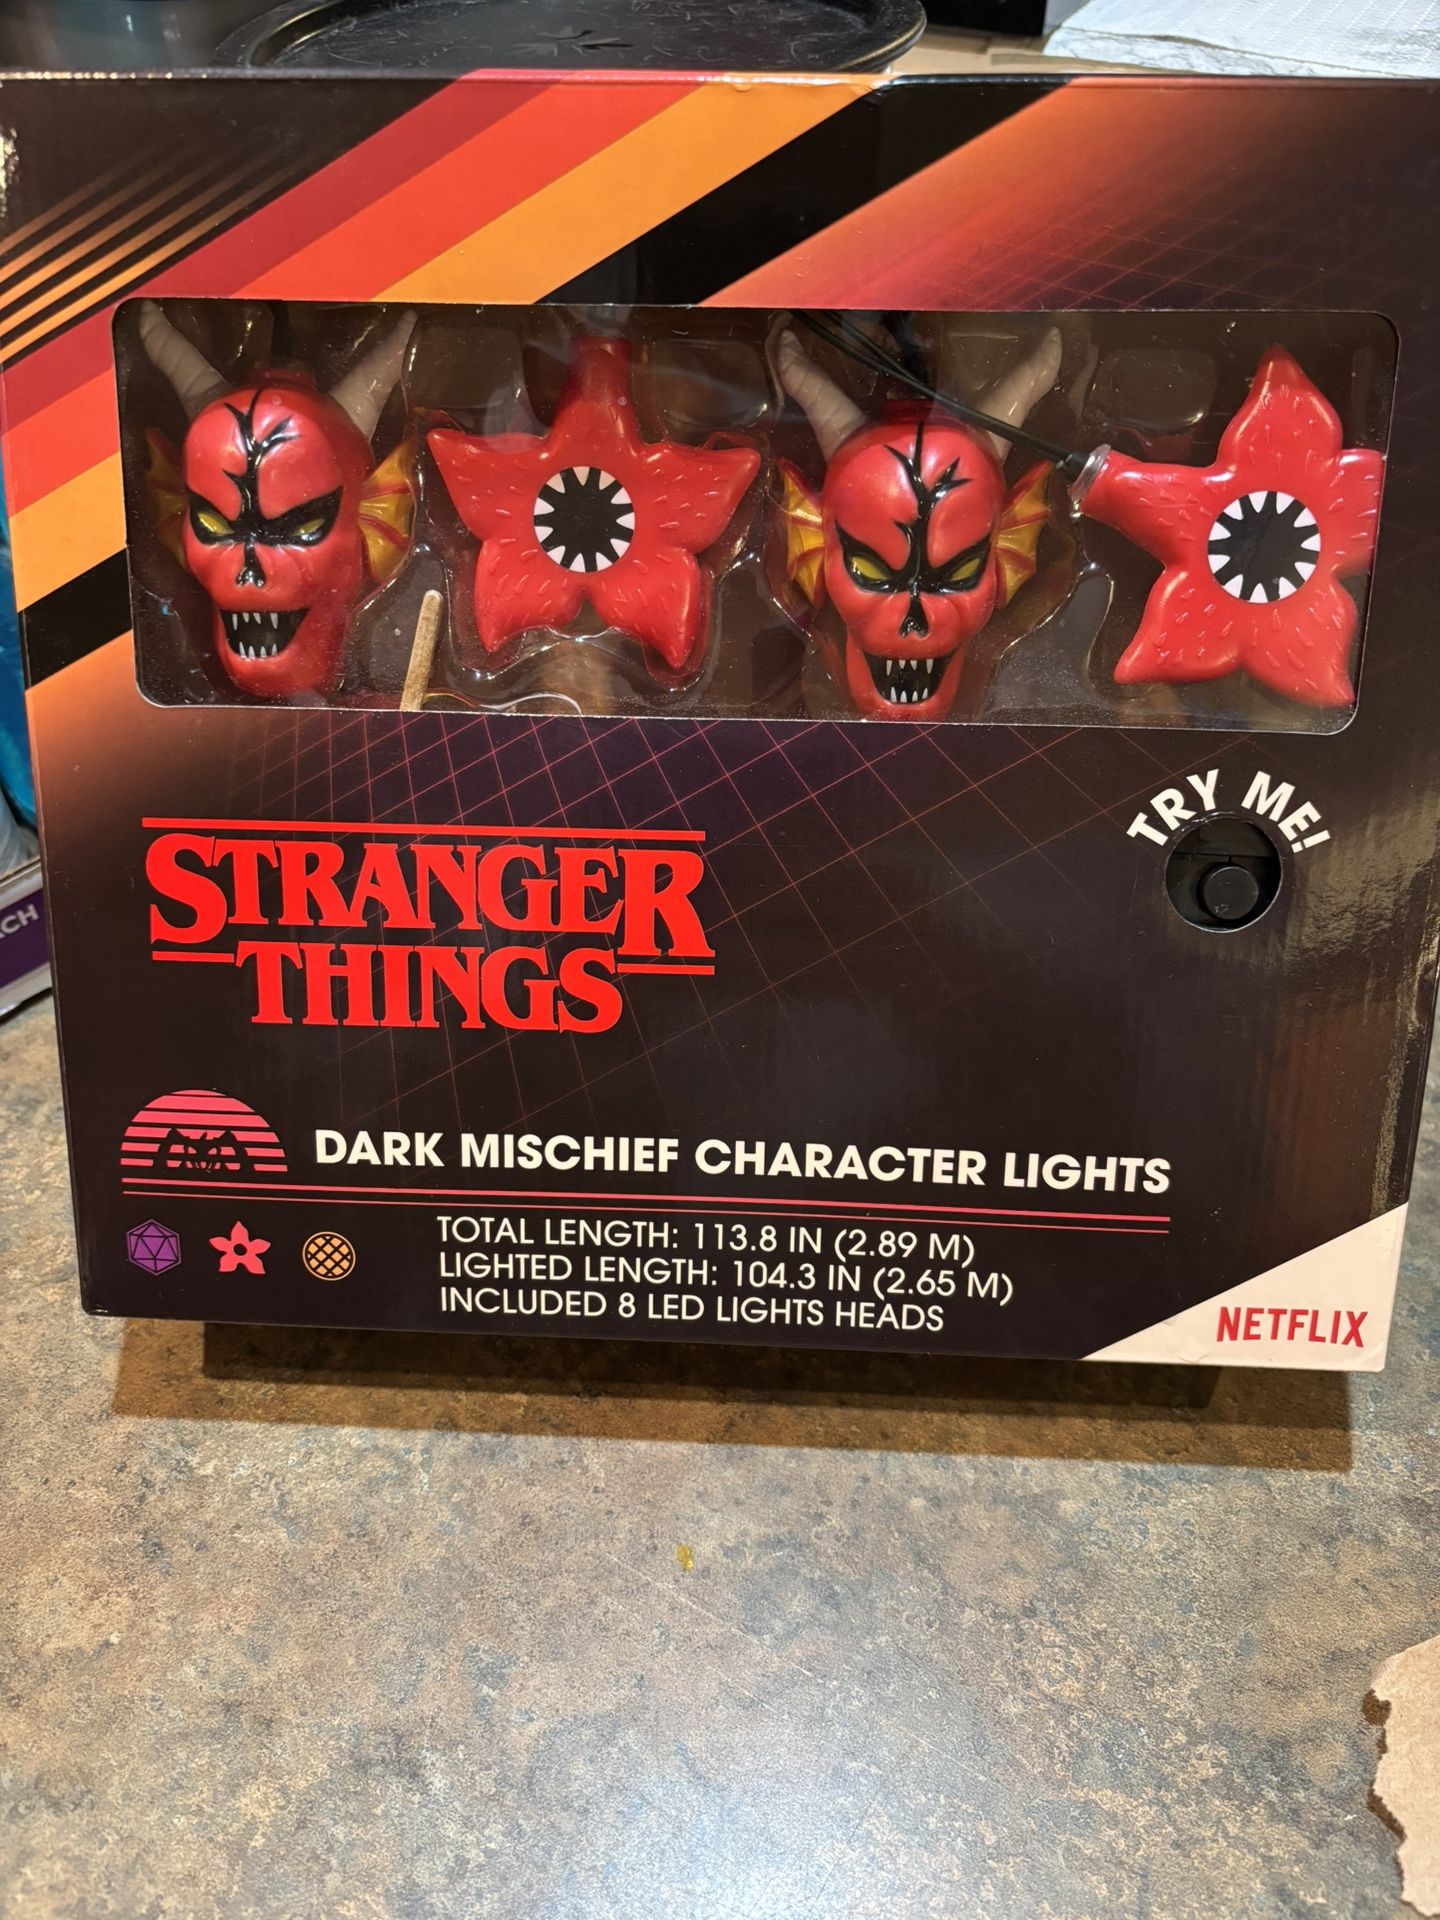 TRY ME!
STRANGER
THINGS
DARK MISCHIEF CHARACTER LIGHTS
TOTAL LENGTH: 113.8 IN (2.89 M)
LIGHTED LENGTH: 104.3 IN (2.65 M)
INCLUDED 8 LED LIGHTS HEADS
NETFLIX